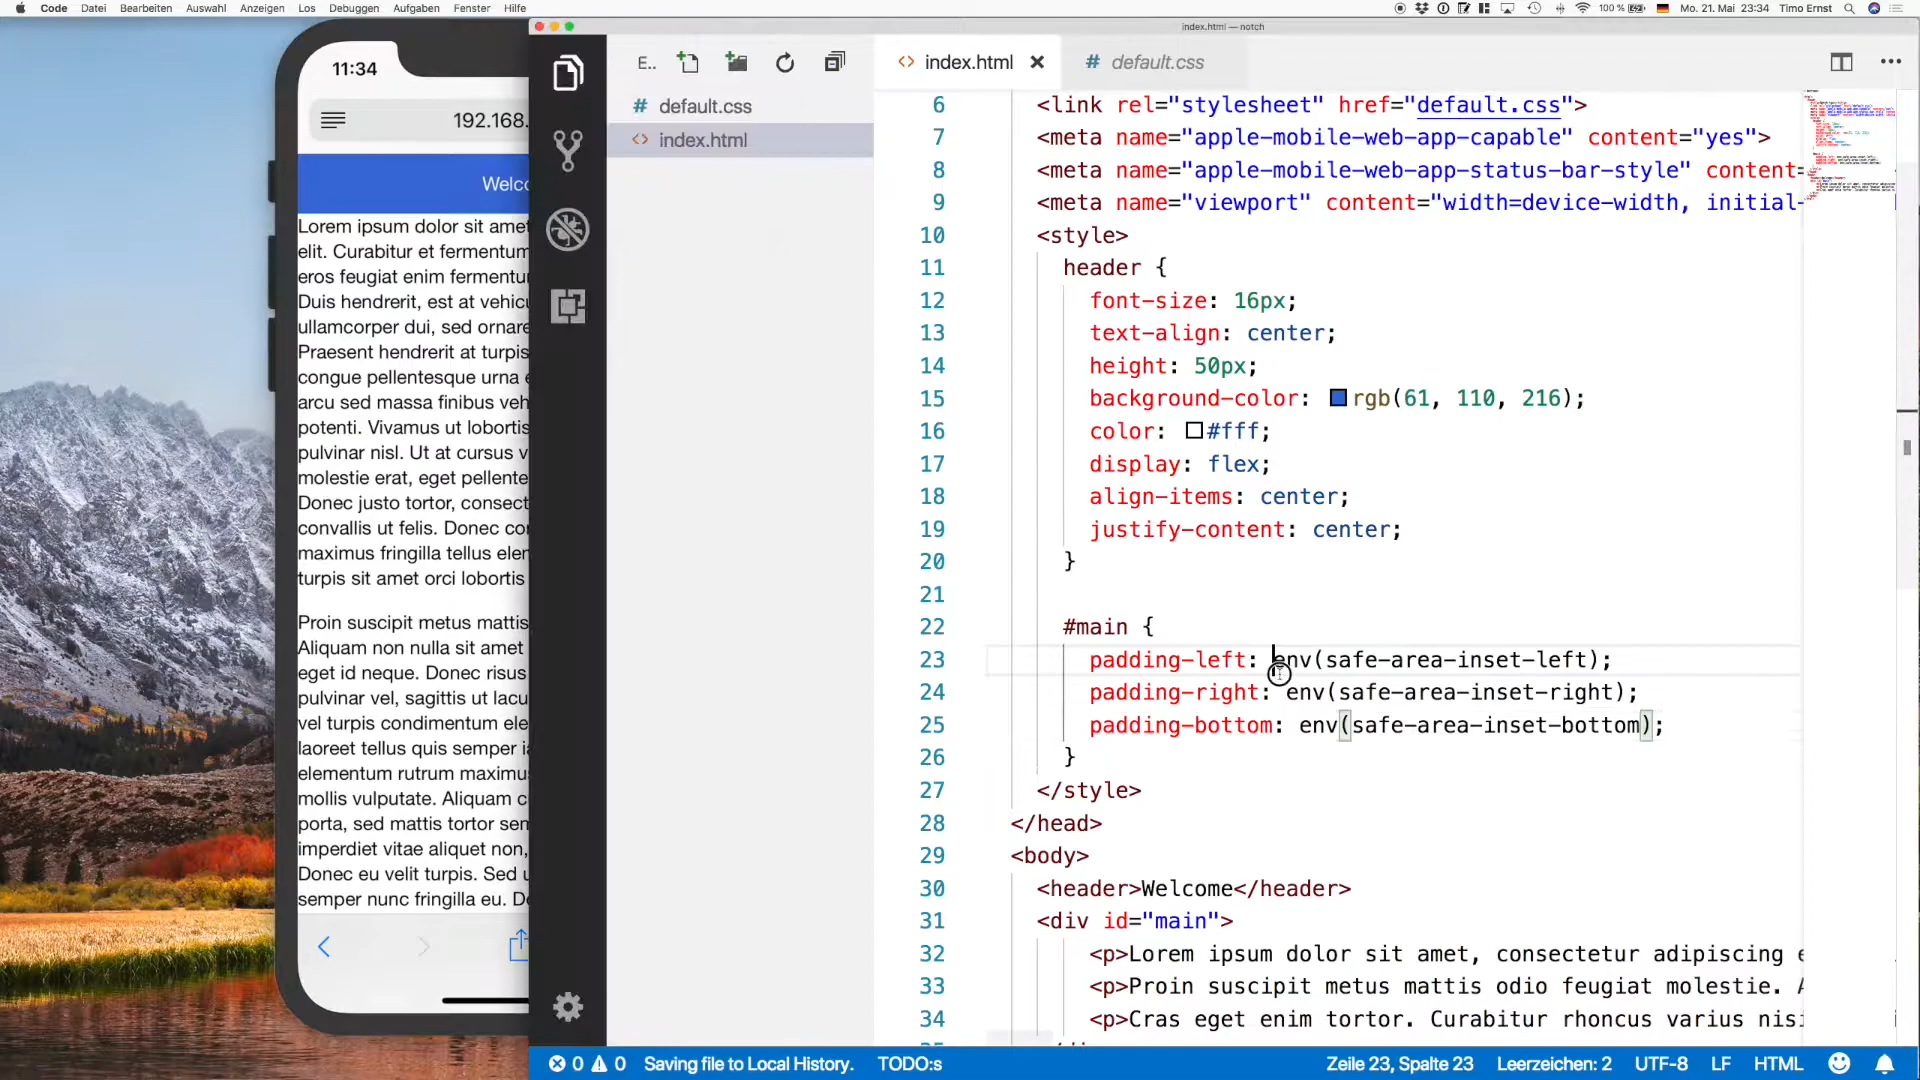 Code Datei Bearbeiten Auswahl Anzeigen Los Debuggen Aufgaben Fenster Hilfe
100 % Mo. 21. Mai 23:34 Timo Ernst
index.html — notch
11:34
192.168.
Welco
Lorem ipsum dolor sit amet
elit. Curabitur et fermentum
eros feugiat enim fermentu
Duis hendrerit, est at vehicu
ullamcorper dui, sed ornare
Praesent hendrerit at turpis
congue pellentesque urna e
arcu sed massa finibus veh
potenti. Vivamus ut lobortis
pulvinar nisl. Ut at cursus v
molestie erat, eget pellente
Donec justo tortor, consect
convallis ut felis. Donec cor
maximus fringilla tellus elem
turpis sit amet orci lobortis
Proin suscipit metus mattis
Aliquam non nulla sit amet
eget id neque. Donec risus
pulvinar vel, sagittis ut lacu
vel turpis condimentum ele
laoreet tellus quis semper ia
elementum rutrum maximus
mollis vulputate. Aliquam c
porta, sed mattis tortor sem
imperdiet vitae aliquet non,
Donec eu velit turpis. Sed u
semper nunc fringilla eu. Do
E..
# default.css
<> index.html
<> index.html
# default.css
6 <link rel="stylesheet" href="default.css">
7 <meta name="apple-mobile-web-app-capable" content="yes">
8 <meta name="apple-mobile-web-app-status-bar-style" content=
9 <meta name="viewport" content="width=device-width, initial-
10 <style>
11 header {
12 font-size: 16px;
13 text-align: center;
14 height: 50px;
15 background-color: rgb(61, 110, 216);
16 color: #fff;
17 display: flex;
18 align-items: center;
19 justify-content: center;
20 }
21
22 #main {
23 padding-left: env(safe-area-inset-left);
24 padding-right: env(safe-area-inset-right);
25 padding-bottom: env(safe-area-inset-bottom);
26 }
27 </style>
28 </head>
29 <body>
30 <header>Welcome</header>
31 <div id="main">
32 <p>Lorem ipsum dolor sit amet, consectetur adipiscing e
33 <p>Proin suscipit metus mattis odio feugiat molestie. A
34 <p>Cras eget enim tortor. Curabitur rhoncus varius nisi
0 0 Saving file to Local History. TODO:s
Zeile 23, Spalte 23 Leerzeichen: 2 UTF-8 LF HTML